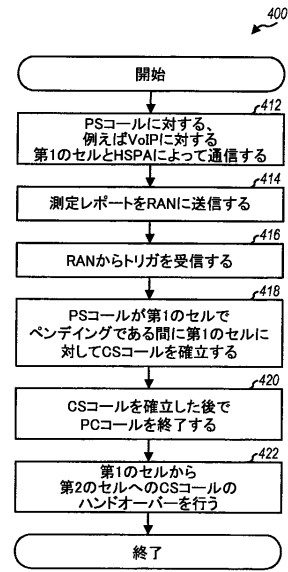 400
開始
412
PSコールに対する、
例えばVoIPに対する
第1のセルとHSPAによって通信する
414
測定レポートをRANに送信する
416
RANからトリガを受信する
418
PSコールが第1のセルで
ペンデイングである間に第1のセルに
対してCSコールを確立する
420
CSコールを確立した後で
PCコールを終了する
422
第1のセルから
第2のセルへのCSコールの
ハンドオーバーを行う
終了